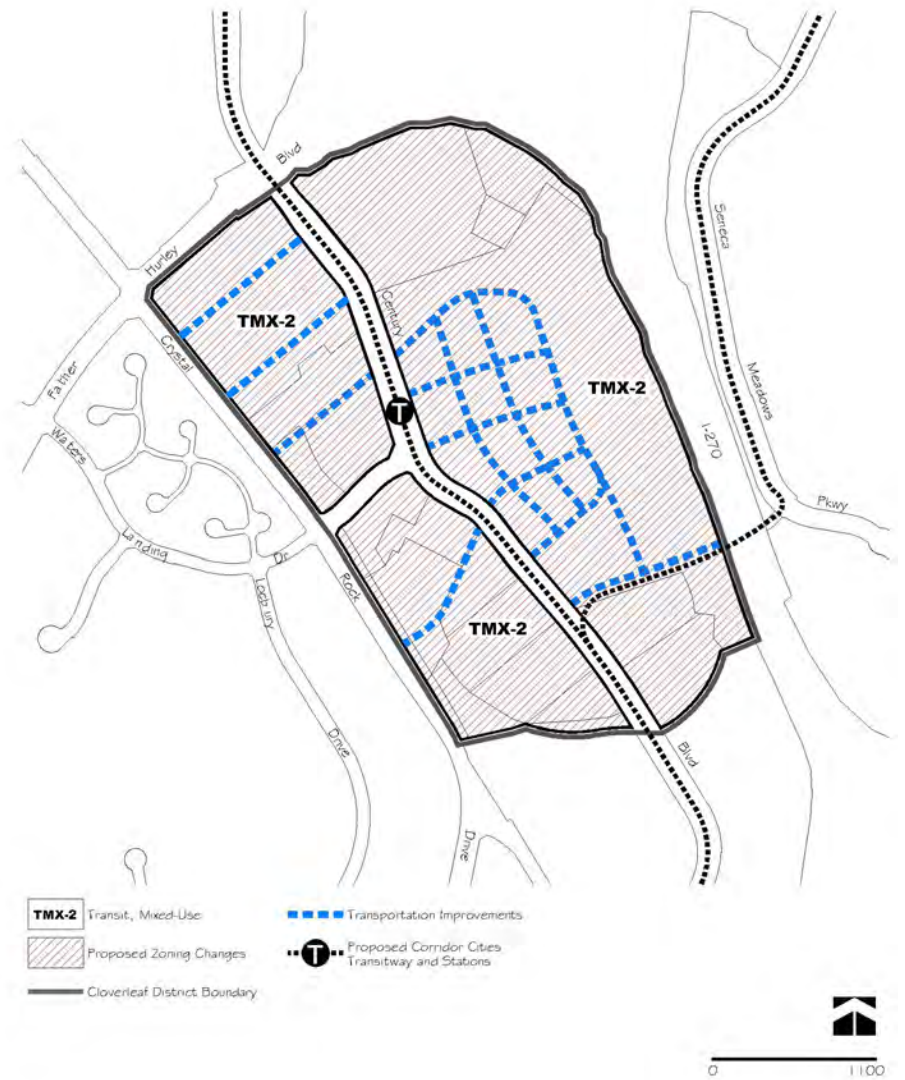 Blvd
Hurley
Seneca
TMX-2
Century
Crystal
Father
TMX-2
Meadows
I-270
T
Waters
Pkwy
Landing
Dr
Rock
Locbury
TMX-2
Drive
Blvd
Drive
TMX-2 Transit, Mixed-Use
Transportation Improvements
Proposed Zoning Changes
T
Proposed Corridor Cities
Transitway and Stations
Cloverleaf District Boundary
0 1100